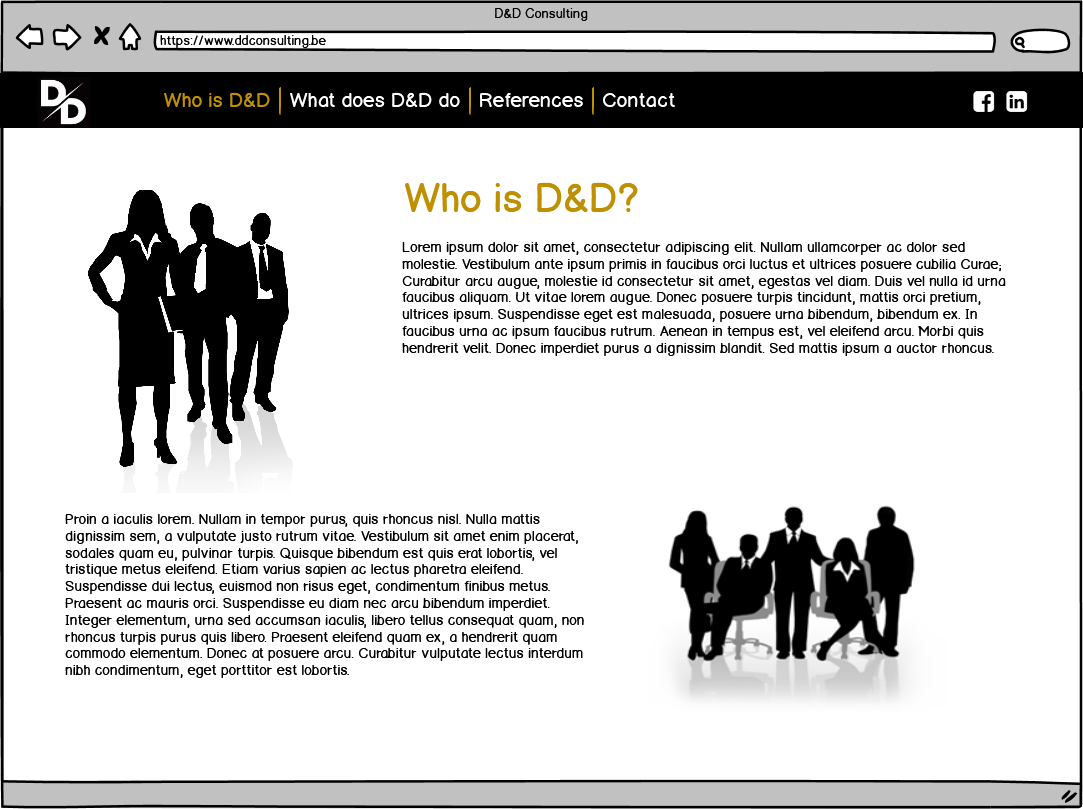 D&D Consulting
https://www.ddconsulting.be
D/D
Who is D&D What does D&D do References Contact
Who is D&D?
Lorem ipsum dolor sit amet, consectetur adipiscing elit. Nullam ullamcorper ac dolor sed
molestie. Vestibulum ante ipsum primis in faucibus orci luctus et ultrices posuere cubilia Curae;
Curabitur arcu augue, molestie id consectetur sit amet, egestas vel diam. Duis vel nulla id urna
faucibus aliquam. Ut vitae lorem augue. Donec posuere turpis tincidunt, mattis orci pretium,
ultrices ipsum. Suspendisse eget est malesuada, posuere urna bibendum, bibendum ex. In
faucibus urna ac ipsum faucibus rutrum. Aenean in tempus est, vel eleifend arcu. Morbi quis
hendrerit velit. Donec imperdiet purus a dignissim blandit. Sed mattis ipsum a auctor rhoncus.
Proin a iaculis lorem. Nullam in tempor purus, quis rhoncus nisl. Nulla mattis
dignissim sem, a vulputate justo rutrum vitae. Vestibulum sit amet enim placerat,
sodales quam eu, pulvinar turpis. Quisque bibendum est quis erat lobortis, vel
tristique metus eleifend. Etiam varius sapien ac lectus pharetra eleifend.
Suspendisse dui lectus, euismod non risus eget, condimentum finibus metus.
Praesent ac mauris orci. Suspendisse eu diam nec arcu bibendum imperdiet.
Integer elementum, urna sed accumsan iaculis, libero tellus consequat quam, non
rhoncus turpis purus quis libero. Praesent eleifend quam ex, a hendrerit quam
commodo elementum. Donec at posuere arcu. Curabitur vulputate lectus interdum
nibh condimentum, eget porttitor est lobortis.